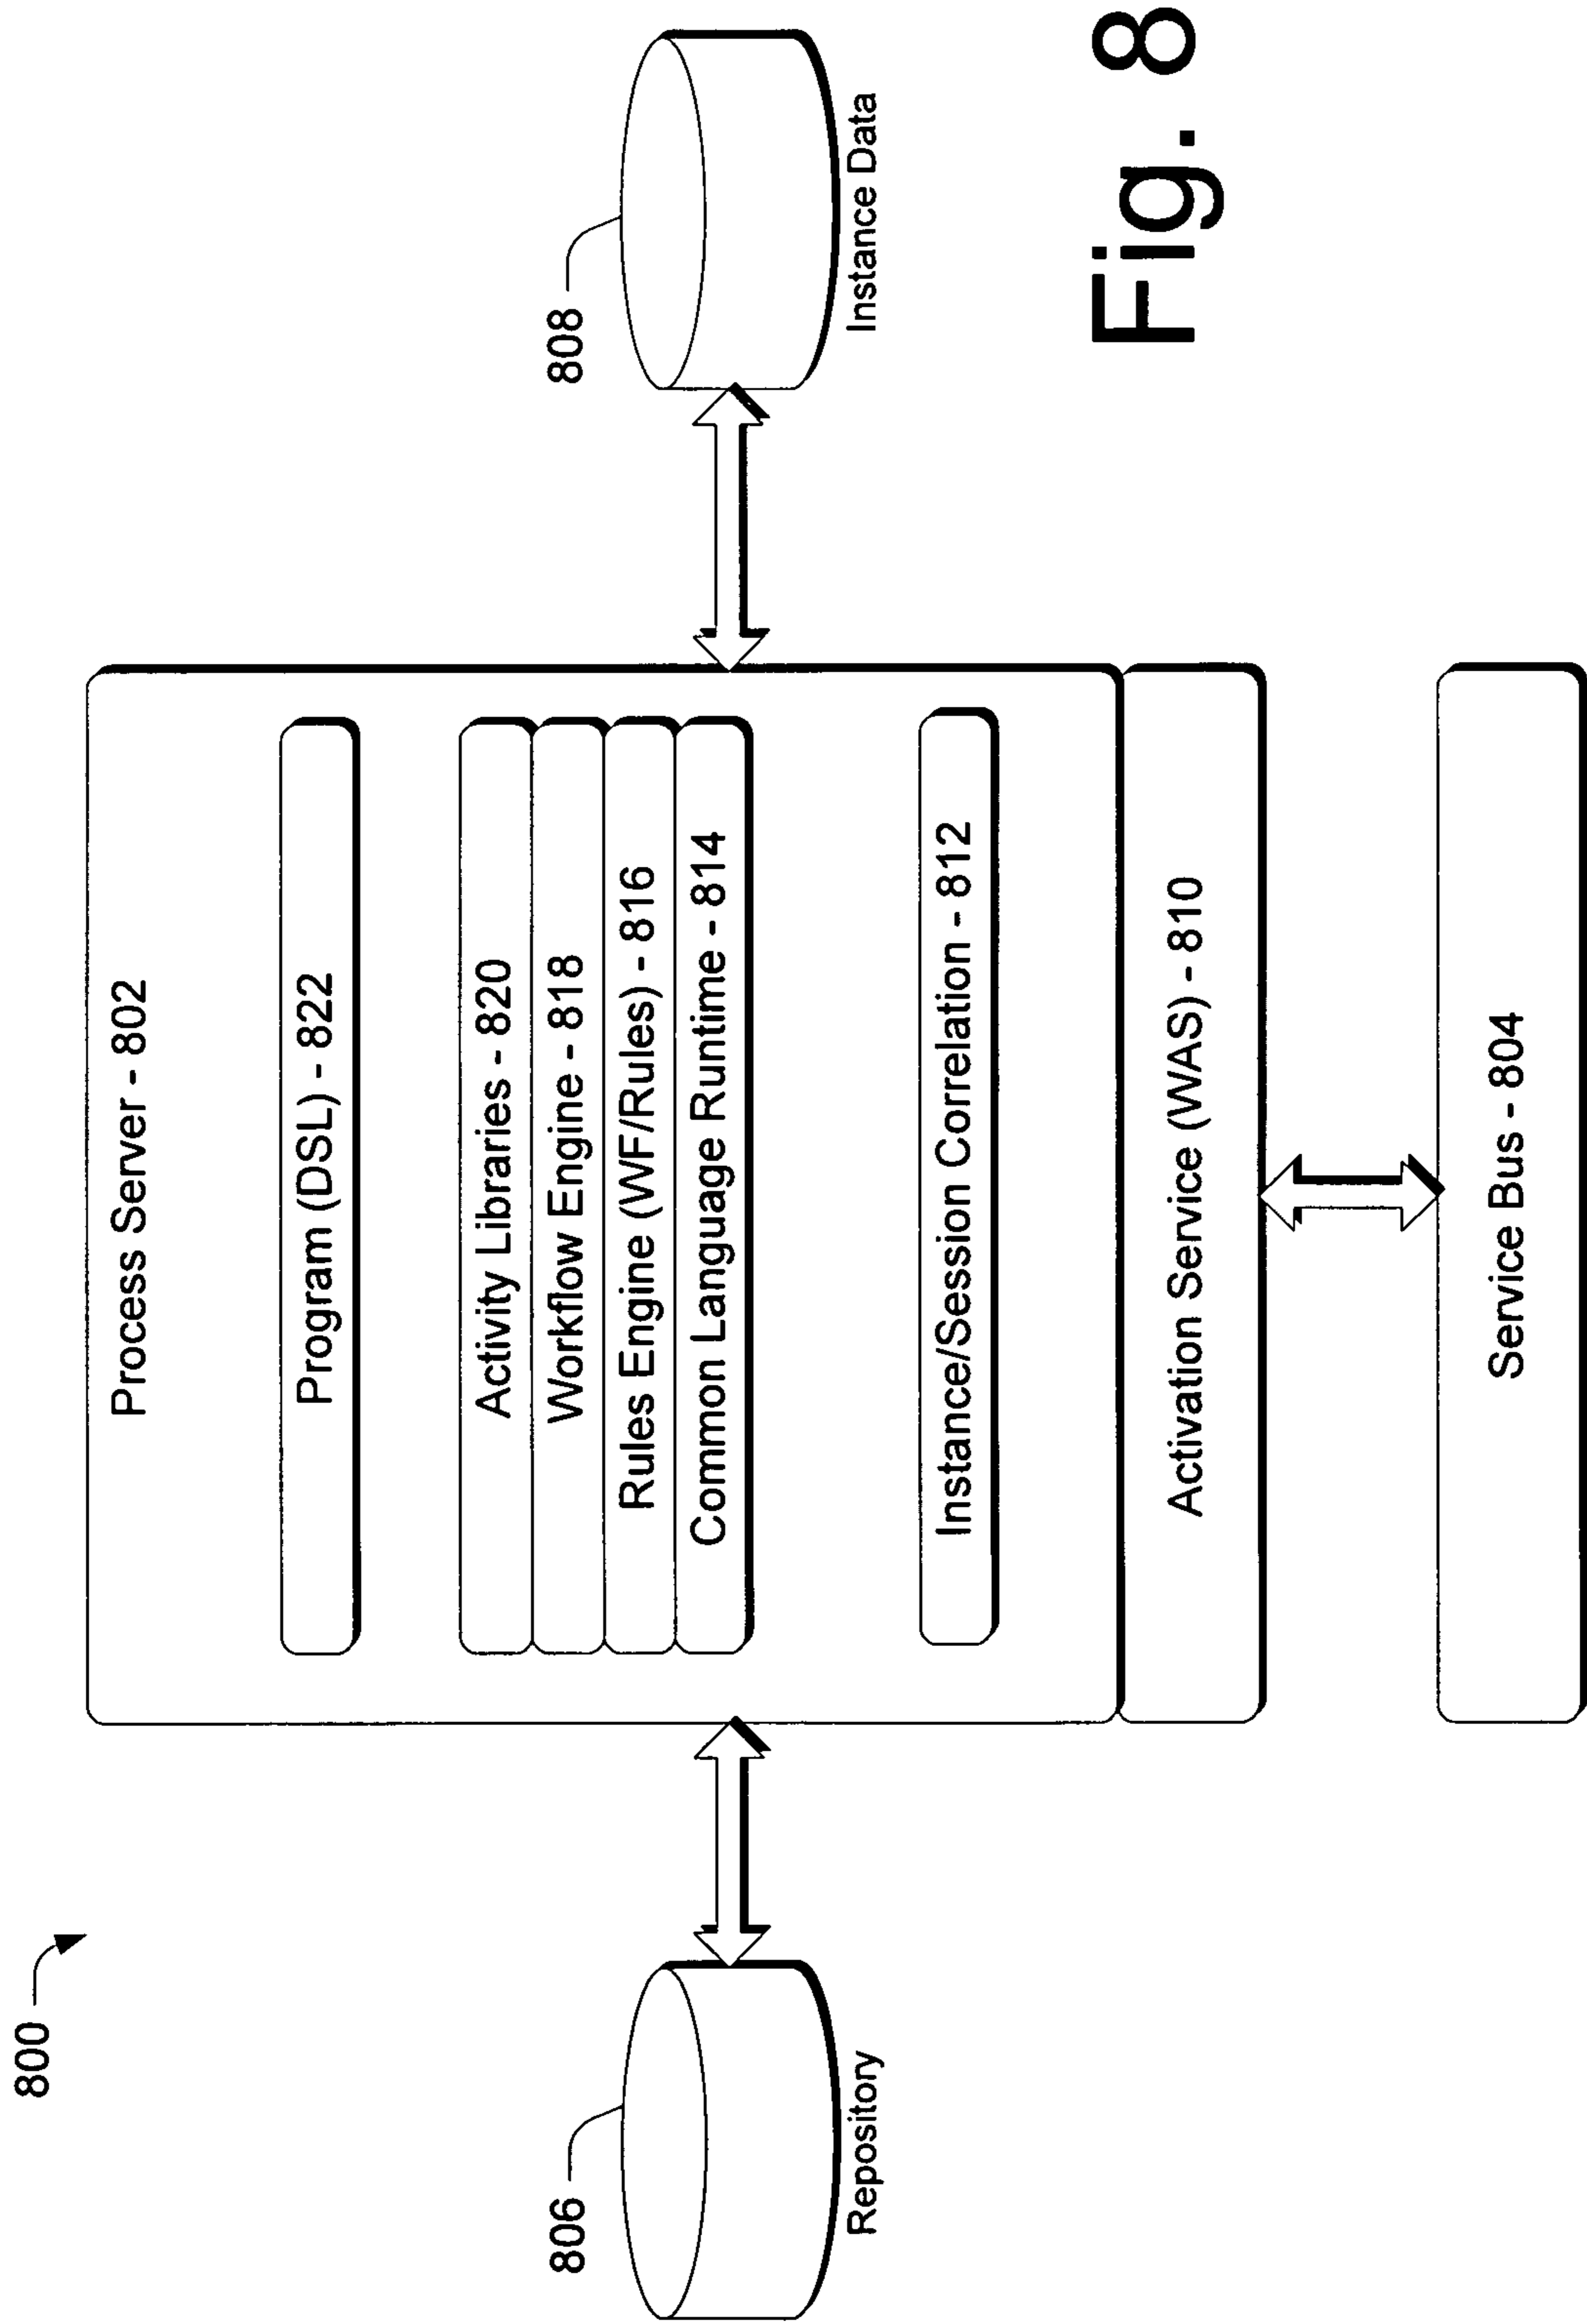 800
Process Server - 802
Program (DSL) - 822
Activity Libraries - 820
Workflow Engine - 818
Rules Engine (WF/Rules) - 816
Common Language Runtime - 814
Instance/Session Correlation - 812
Activation Service (WAS) - 810
Service Bus - 804
806
Repository
808
Instance Data
Fig. 8